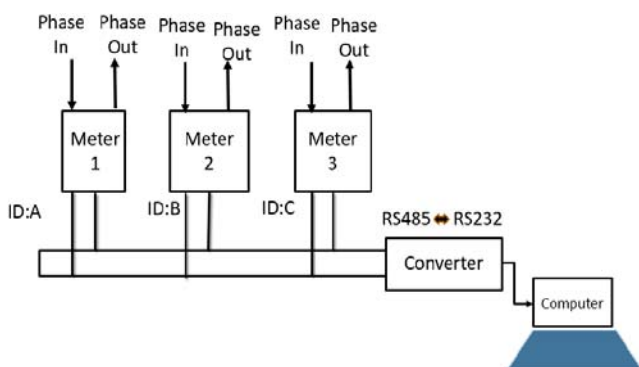 Phase In
Phase Out
Phase In
Phase Out
Phase In
Phase Out
Meter 1
Meter 2
Meter 3
ID:A
ID:B
ID:C
RS485 ⬌ RS232
Converter
Computer